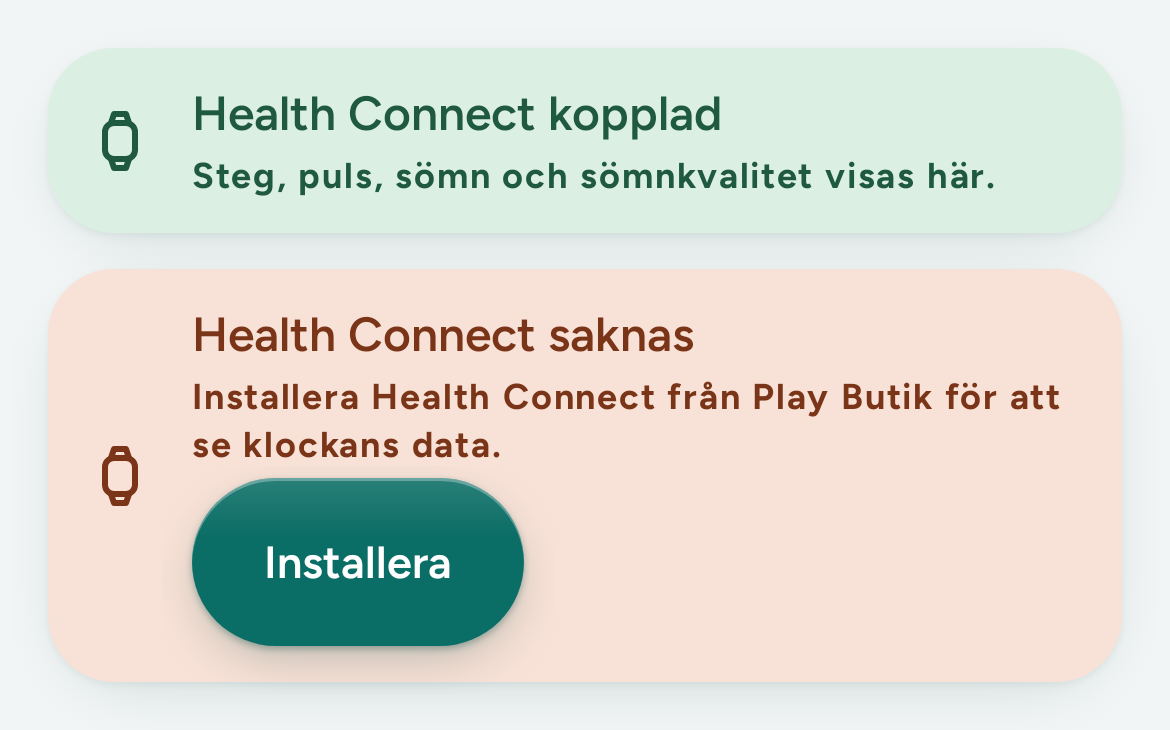 Health Connect kopplad
Steg, puls, sömn och sömnkvalitet visas här.
Health Connect saknas
Installera Health Connect från Play Butik för att
se klockans data.
Installera